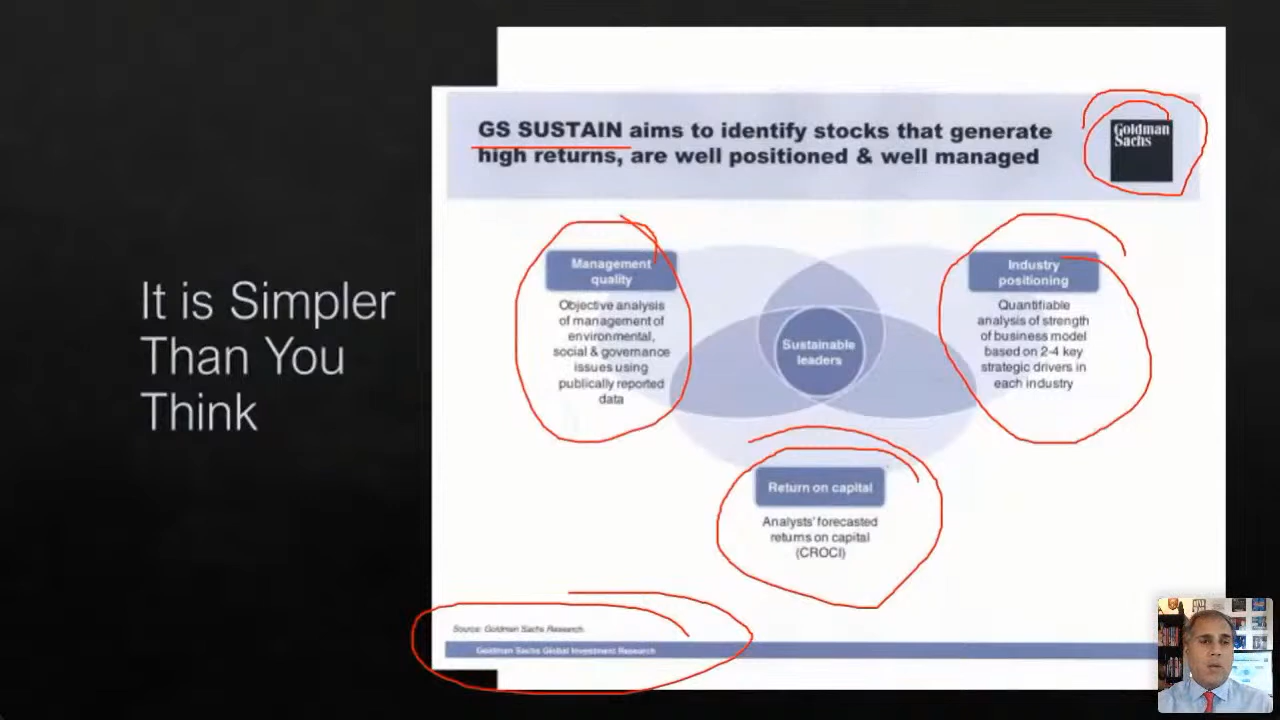 It is Simpler
Than You
Think
GS SUSTAIN aims to identify stocks that generate
high returns, are well positioned & well managed
Goldman
Sachs
Management
quality
Objective analysis
of management of
environmental,
social & governance
issues using
publically reported
data
Sustainable
leaders
Industry
positioning
Quantifiable
analysis of strength
of business model
based on 2-4 key
strategic drivers in
each industry
Return on capital
Analysts' forecasted
returns on capital
(CROCI)
Source: Goldman Sachs Research
Goldman Sachs Global Investment Research